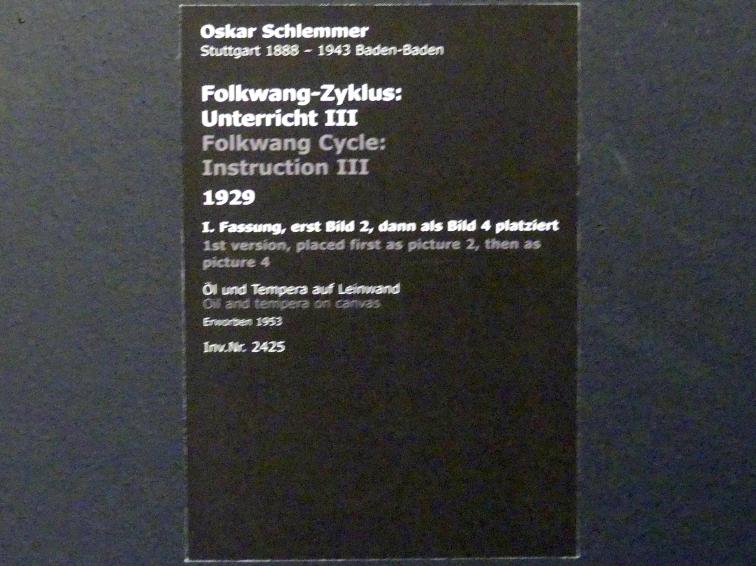 Oskar Schlemmer
Stuttgart 1888 – 1943 Baden-Baden
Folkwang-Zyklus:
Unterricht III
Folkwang Cycle:
Instruction III
1929
I. Fassung, erst Bild 2, dann als Bild 4 platziert
1st version, placed first as picture 2, then as
picture 4
Öl und Tempera auf Leinwand
Oil and tempera on canvas
Erworben 1953
Inv.Nr. 2425